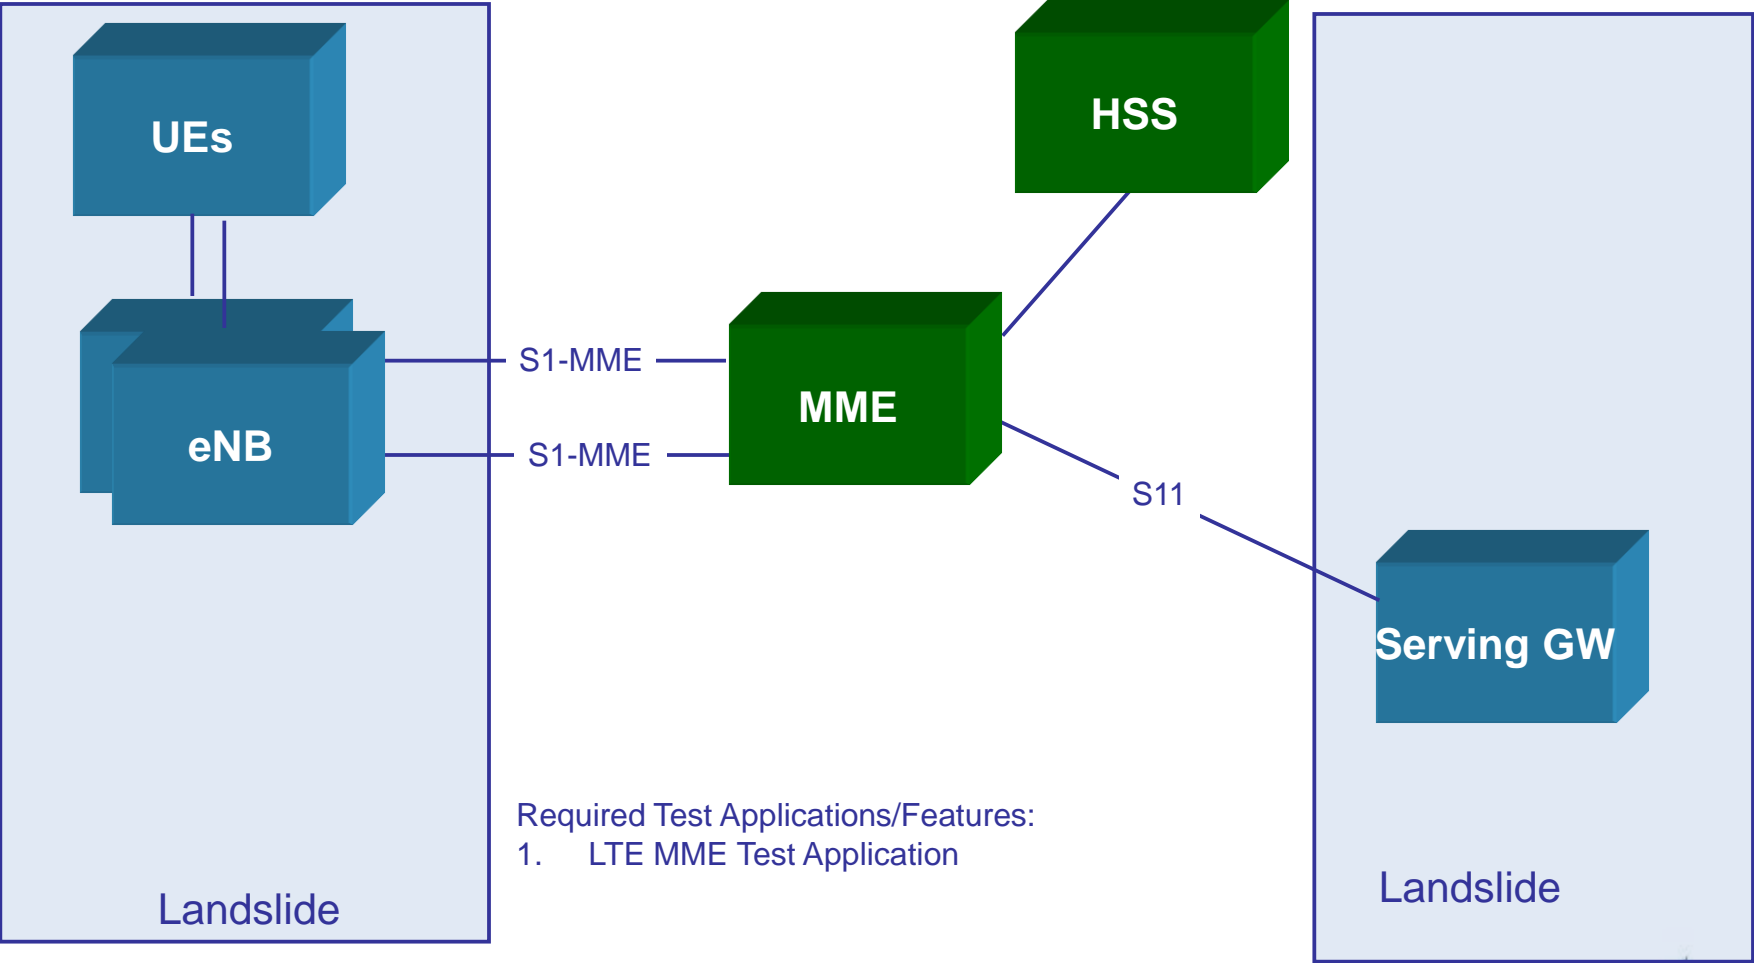 UEs
HSS
S1-MME
MME
eNB
S1-MME
S11
Serving GW
Required Test Applications/Features:
1. LTE MME Test Application
Landslide
Landslide